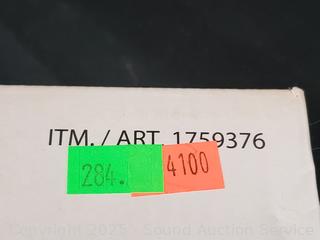 ITM. / ART. 1759376
284. 4100
Copyright 2025 - Sound Auction Service